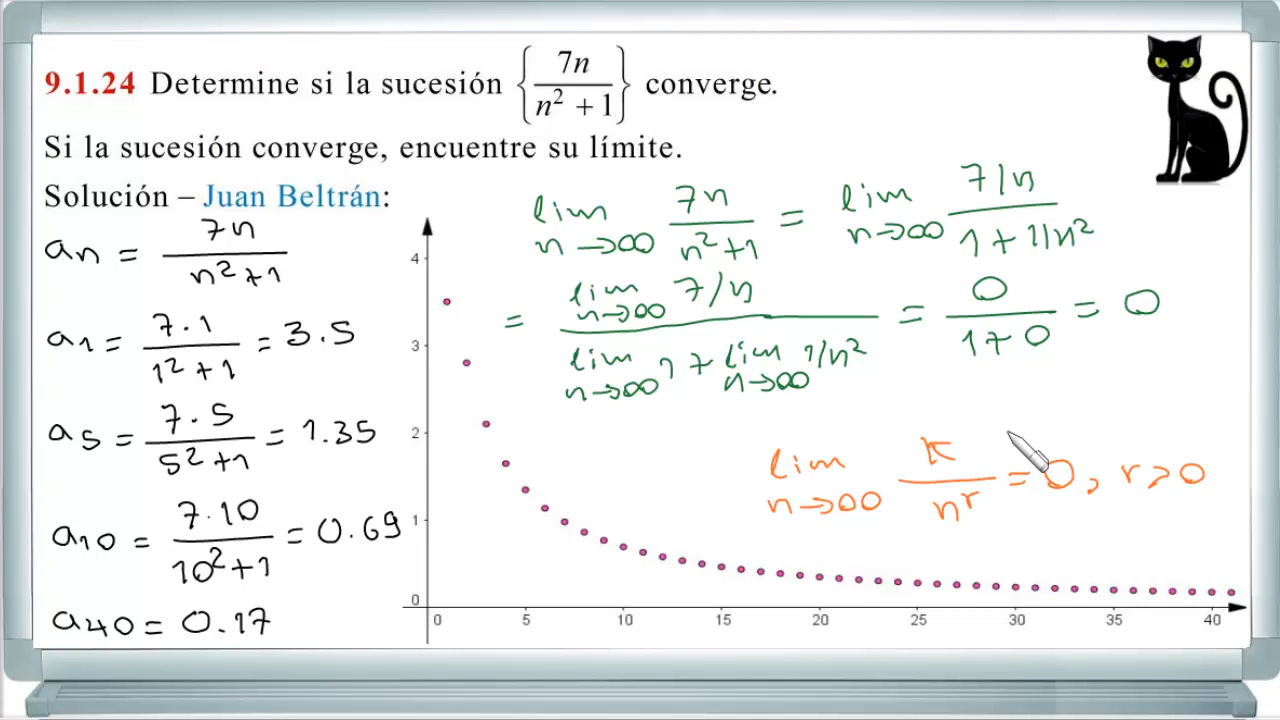 9.1.24 Determine si la sucesión {7n/(n² + 1)} converge.
Si la sucesión converge, encuentre su límite.
Solución – Juan Beltrán:
an = 7n/(n²+1)
a1 = 7·1/(1²+1) = 3.5
a5 = 7·5/(5²+1) = 1.35
a10 = 7·10/(10²+1) = 0.69
a40 = 0.17
lim n→∞ 7n/(n²+1) = lim n→∞ (7/n)/(1+1/n²)
= (lim n→∞ 7/n)/(lim n→∞ 1 + lim n→∞ 1/n²) = 0/(1+0) = 0
lim n→∞ k/n^r = 0, r>0
4
3
2
1
0
0 5 10 15 20 25 30 35 40